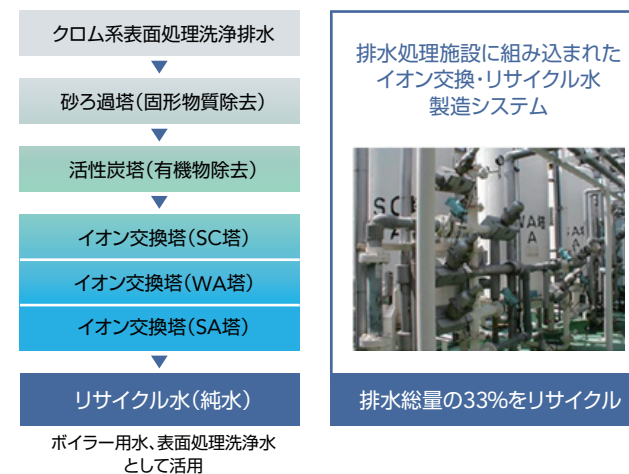 クロム系表面処理洗浄排水
砂ろ過塔（固形物質除去）
活性炭塔（有機物除去）
イオン交換塔（SC塔）
イオン交換塔（WA塔）
イオン交換塔（SA塔）
リサイクル水（純水）
ボイラー用水、表面処理洗浄水
として活用
排水処理施設に組み込まれた
イオン交換・リサイクル水
製造システム
SC
A
WA塔
A
排水総量の33%をリサイクル